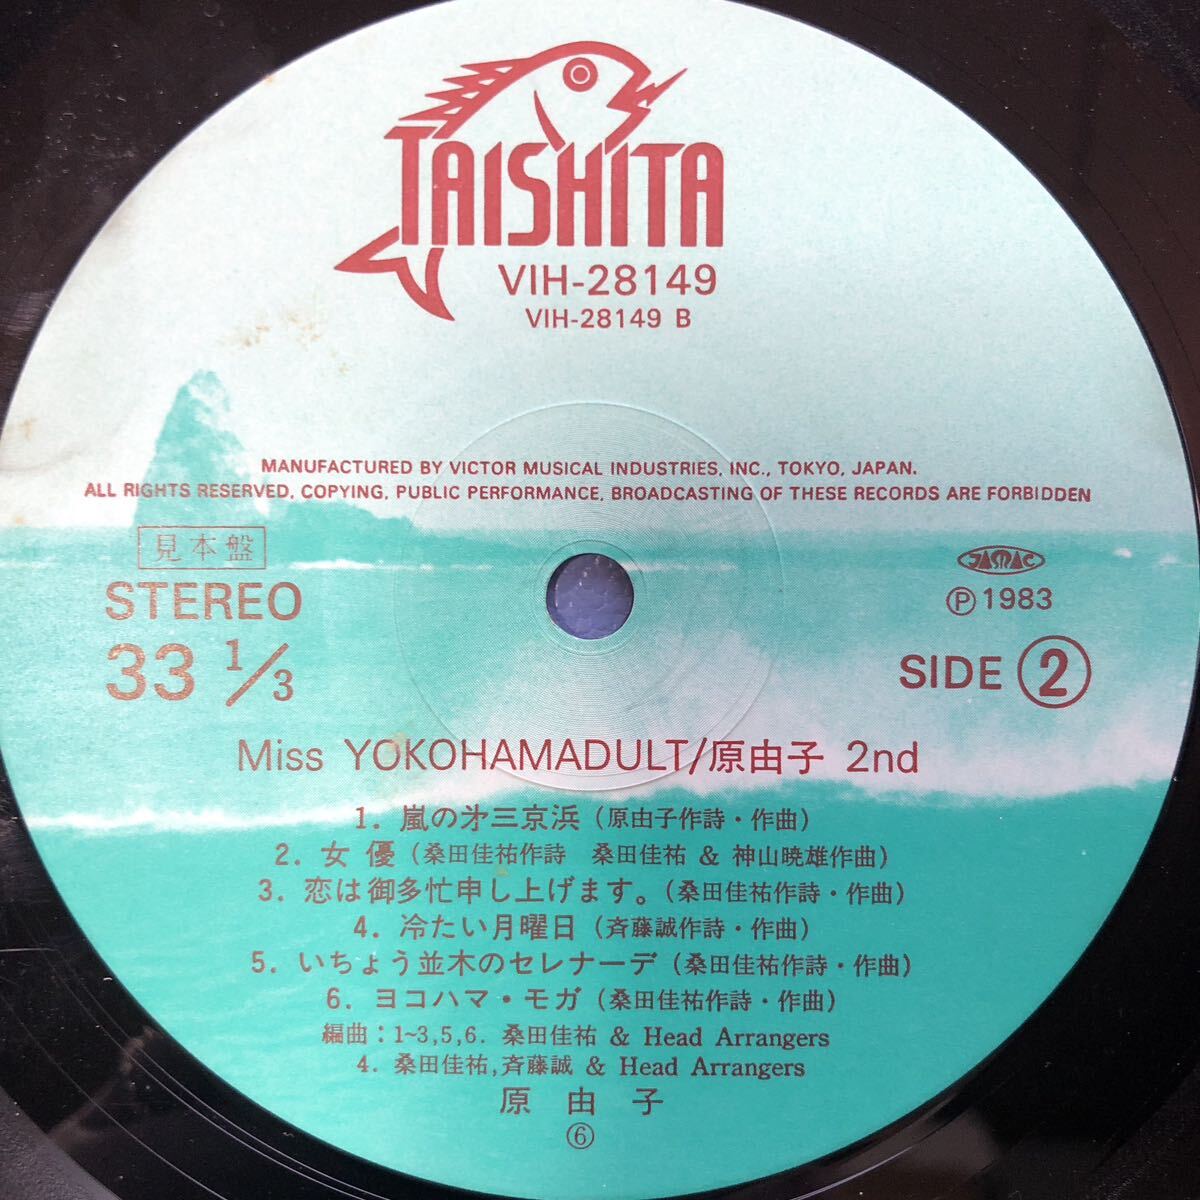 TAISHITA
VIH-28149
VIH-28149 B
MANUFACTURED BY VICTOR MUSICAL INDUSTRIES, INC., TOKYO, JAPAN.
ALL RIGHTS RESERVED, COPYING, PUBLIC PERFORMANCE, BROADCASTING OF THESE RECORDS ARE FORBIDDEN
見本盤
STEREO
33 1/3
JASRAC
Ⓟ1983
SIDE ②
Miss YOKOHAMADULT/原由子 2nd
1. 嵐の㐧三京浜 (原由子作詩・作曲)
2. 女優 (桑田佳祐作詩 桑田佳祐 & 神山暁雄作曲)
3. 恋は御多忙申し上げます。(桑田佳祐作詩・作曲)
4. 冷たい月曜日 (斉藤誠作詩・作曲)
5. いちょう並木のセレナーデ (桑田佳祐作詩・作曲)
6. ヨコハマ・モガ (桑田佳祐作詩・作曲)
編曲:1~3,5,6. 桑田佳祐 & Head Arrangers
4. 桑田佳祐,斉藤誠 & Head Arrangers
原由子
⑥